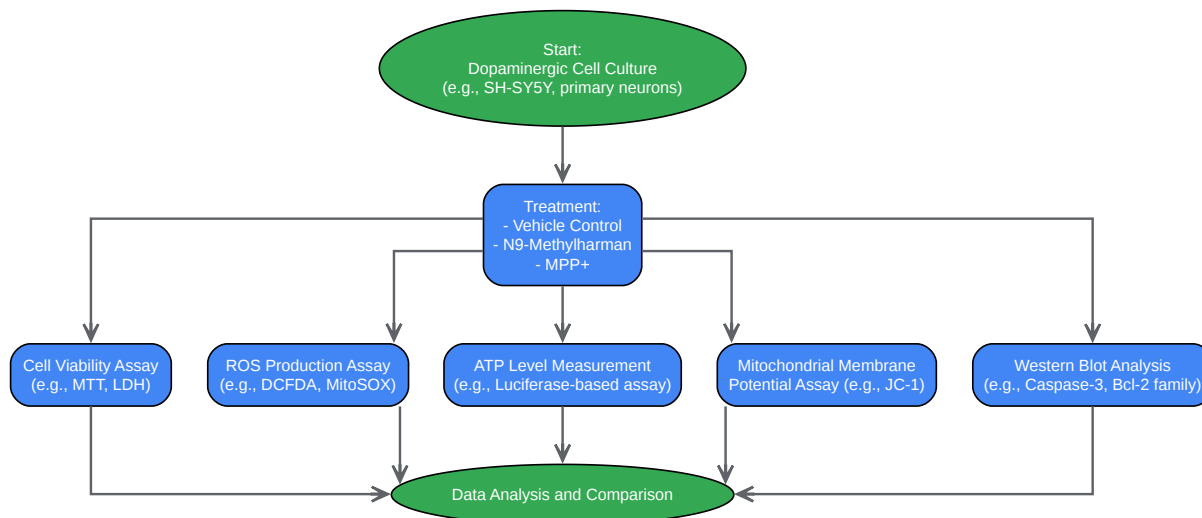 Start:
Dopaminergic Cell Culture
(e.g., SH-SY5Y, primary neurons)
Treatment:
- Vehicle Control
- N9-Methylharman
- MPP+
Cell Viability Assay
(e.g., MTT, LDH)
ROS Production Assay
(e.g., DCFDA, MitoSOX)
ATP Level Measurement
(e.g., Luciferase-based assay)
Mitochondrial Membrane
Potential Assay (e.g., JC-1)
Western Blot Analysis
(e.g., Caspase-3, Bcl-2 family)
Data Analysis and Comparison